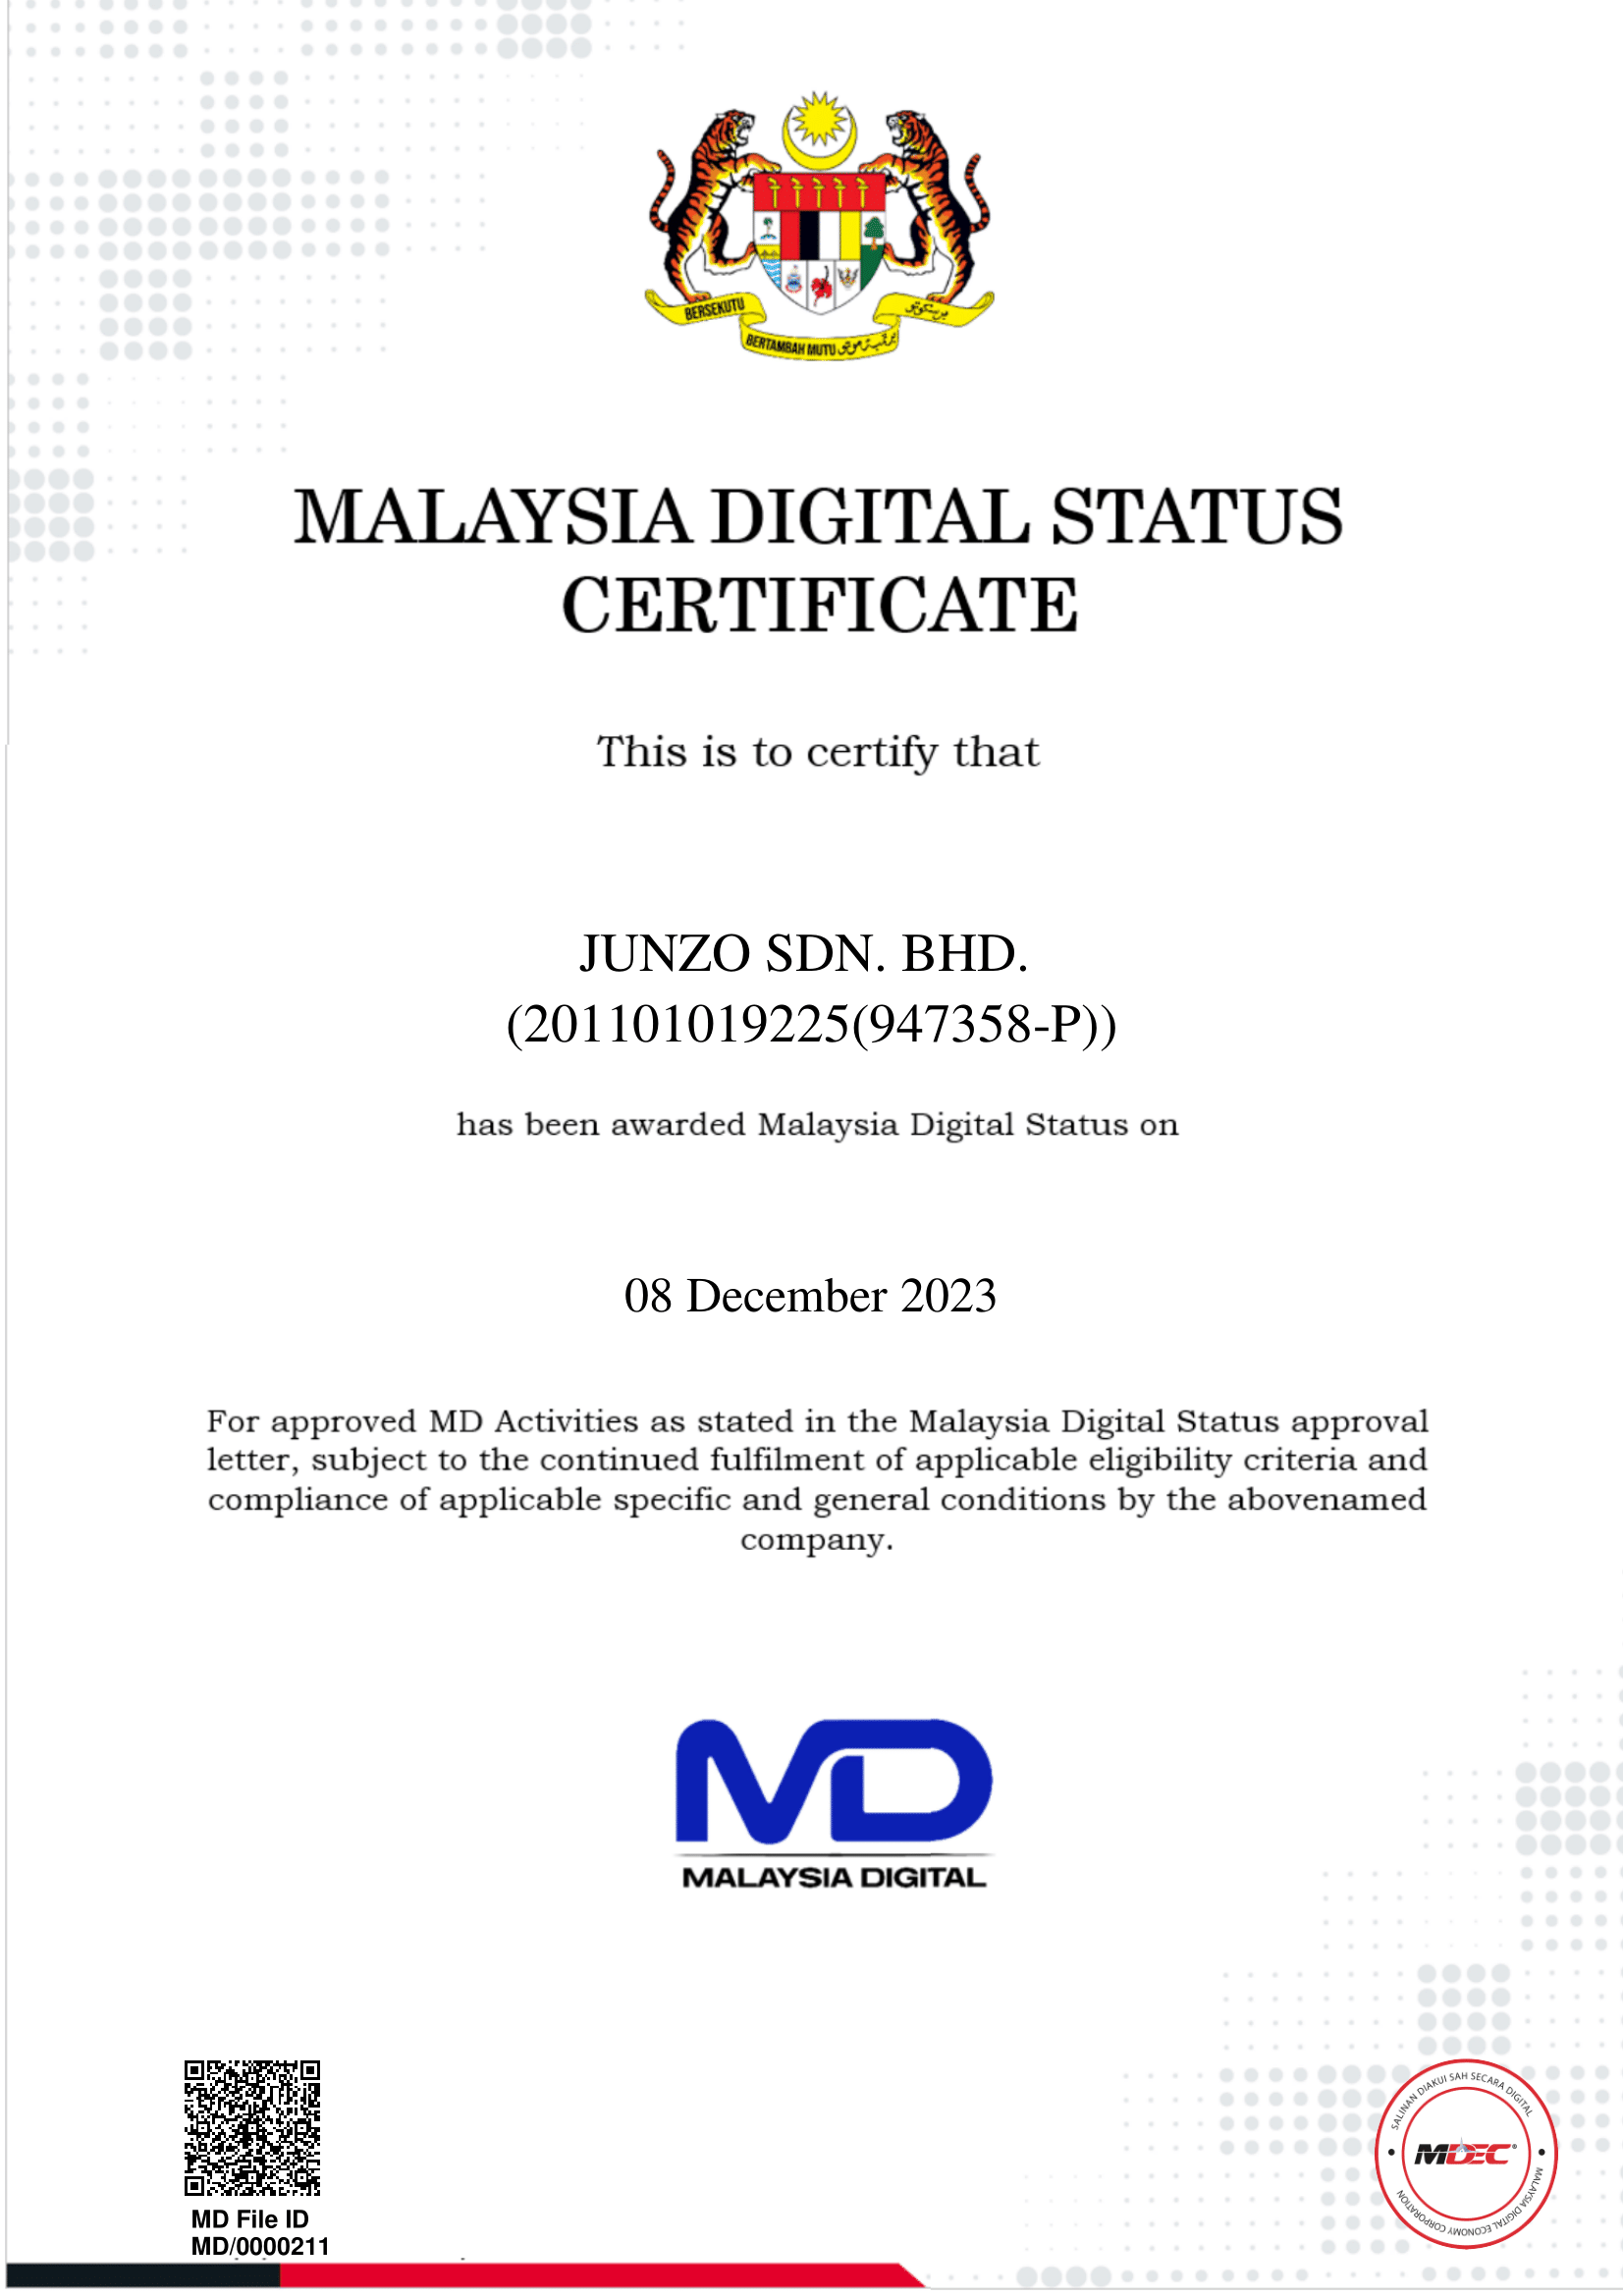 BERSEKUTU
برسكوتو
BERTAMBAH MUTU
MALAYSIA DIGITAL STATUS
CERTIFICATE
This is to certify that
JUNZO SDN. BHD.
(201101019225(947358-P))
has been awarded Malaysia Digital Status on
08 December 2023
For approved MD Activities as stated in the Malaysia Digital Status approval
letter, subject to the continued fulfilment of applicable eligibility criteria and
compliance of applicable specific and general conditions by the abovenamed
company.
MD
MALAYSIA DIGITAL
MD File ID
MD/0000211
SALINAN DIAKUI SAH SECARA DIGITAL
MDEC®
MALAYSIA DIGITAL ECONOMY CORPORATION